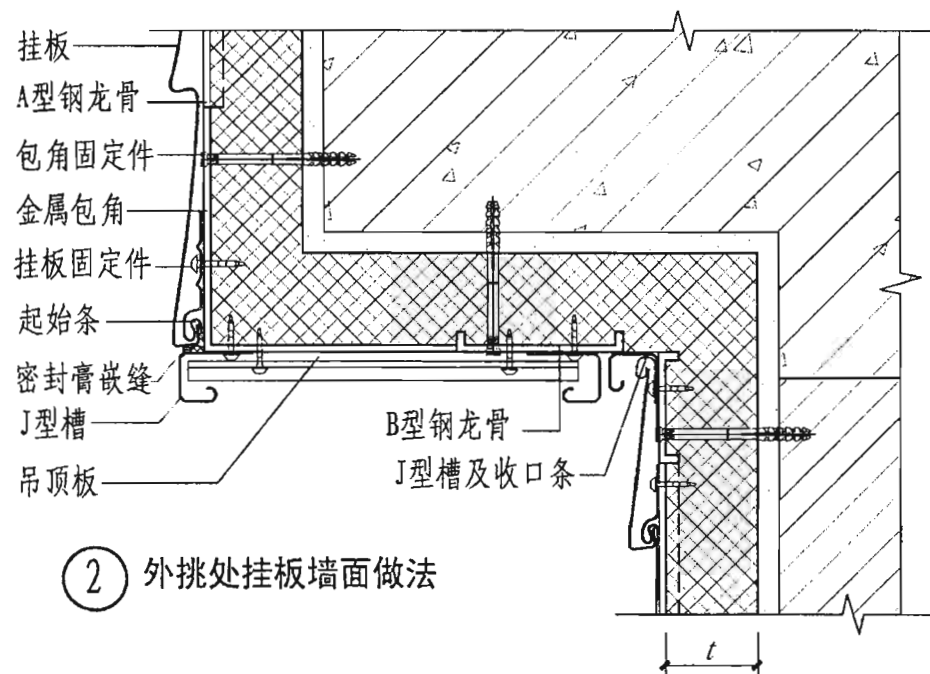 挂板
A型钢龙骨
包角固定件
金属包角
挂板固定件
起始条
密封膏嵌缝
J型槽
吊顶板
B型钢龙骨
J型槽及收口条
2 外挑处挂板墙面做法
t